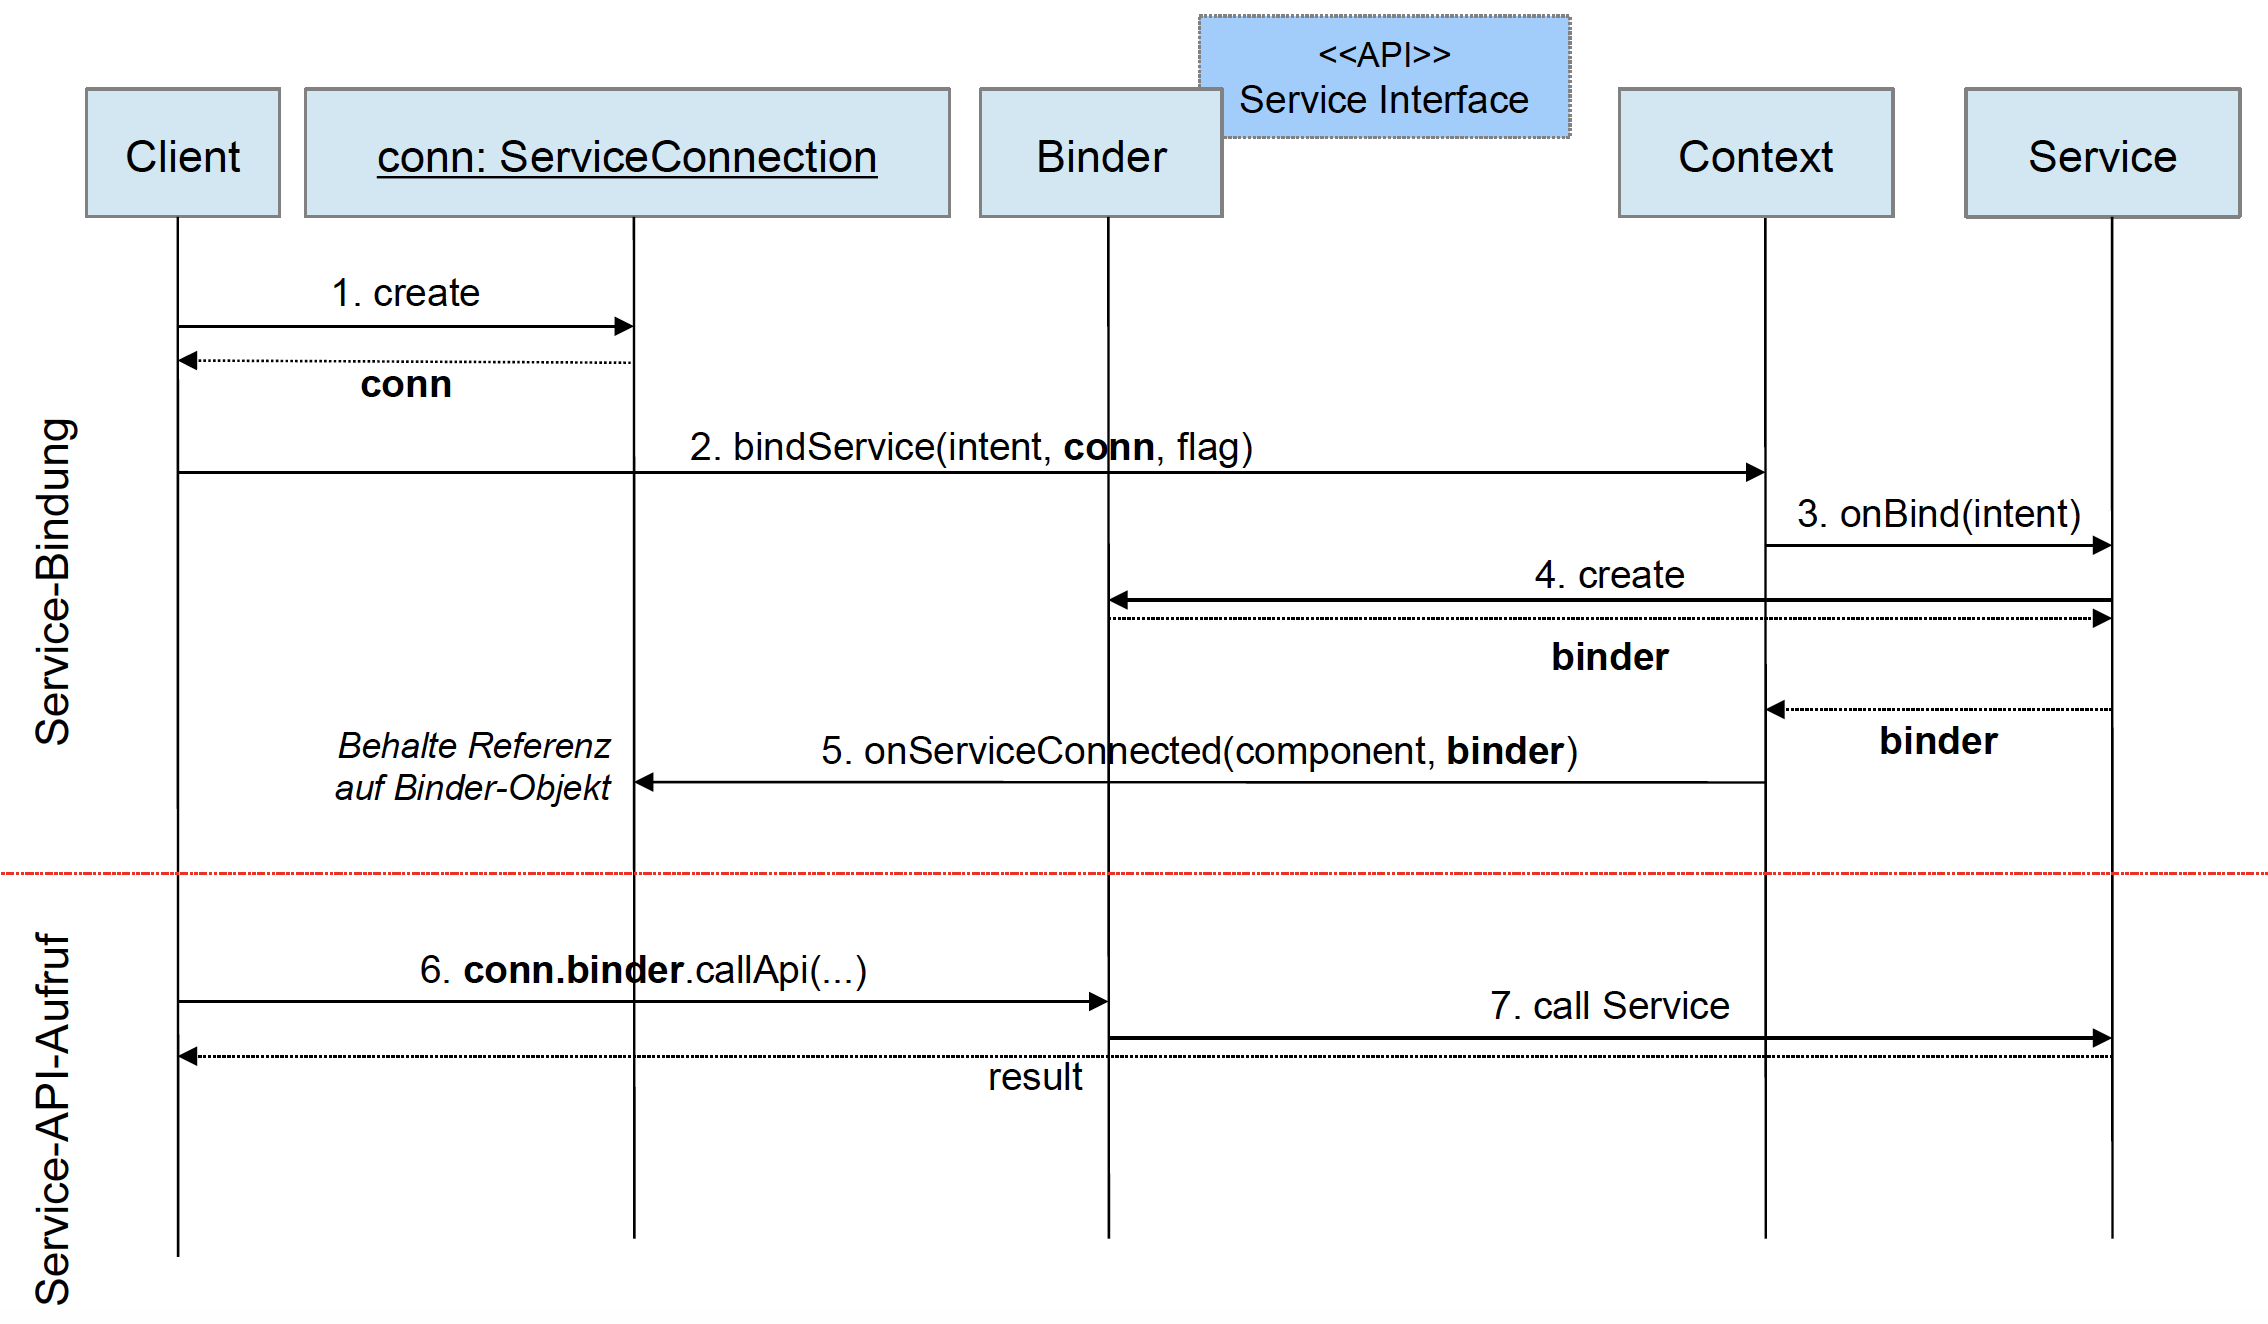 <<API>>
Service Interface
Client
conn: ServiceConnection
Binder
Context
Service
Service-Bindung
1. create
conn
2. bindService(intent, conn, flag)
3. onBind(intent)
4. create
binder
binder
Behalte Referenz
auf Binder-Objekt
5. onServiceConnected(component, binder)
Service-API-Aufruf
6. conn.binder.callApi(...)
7. call Service
result